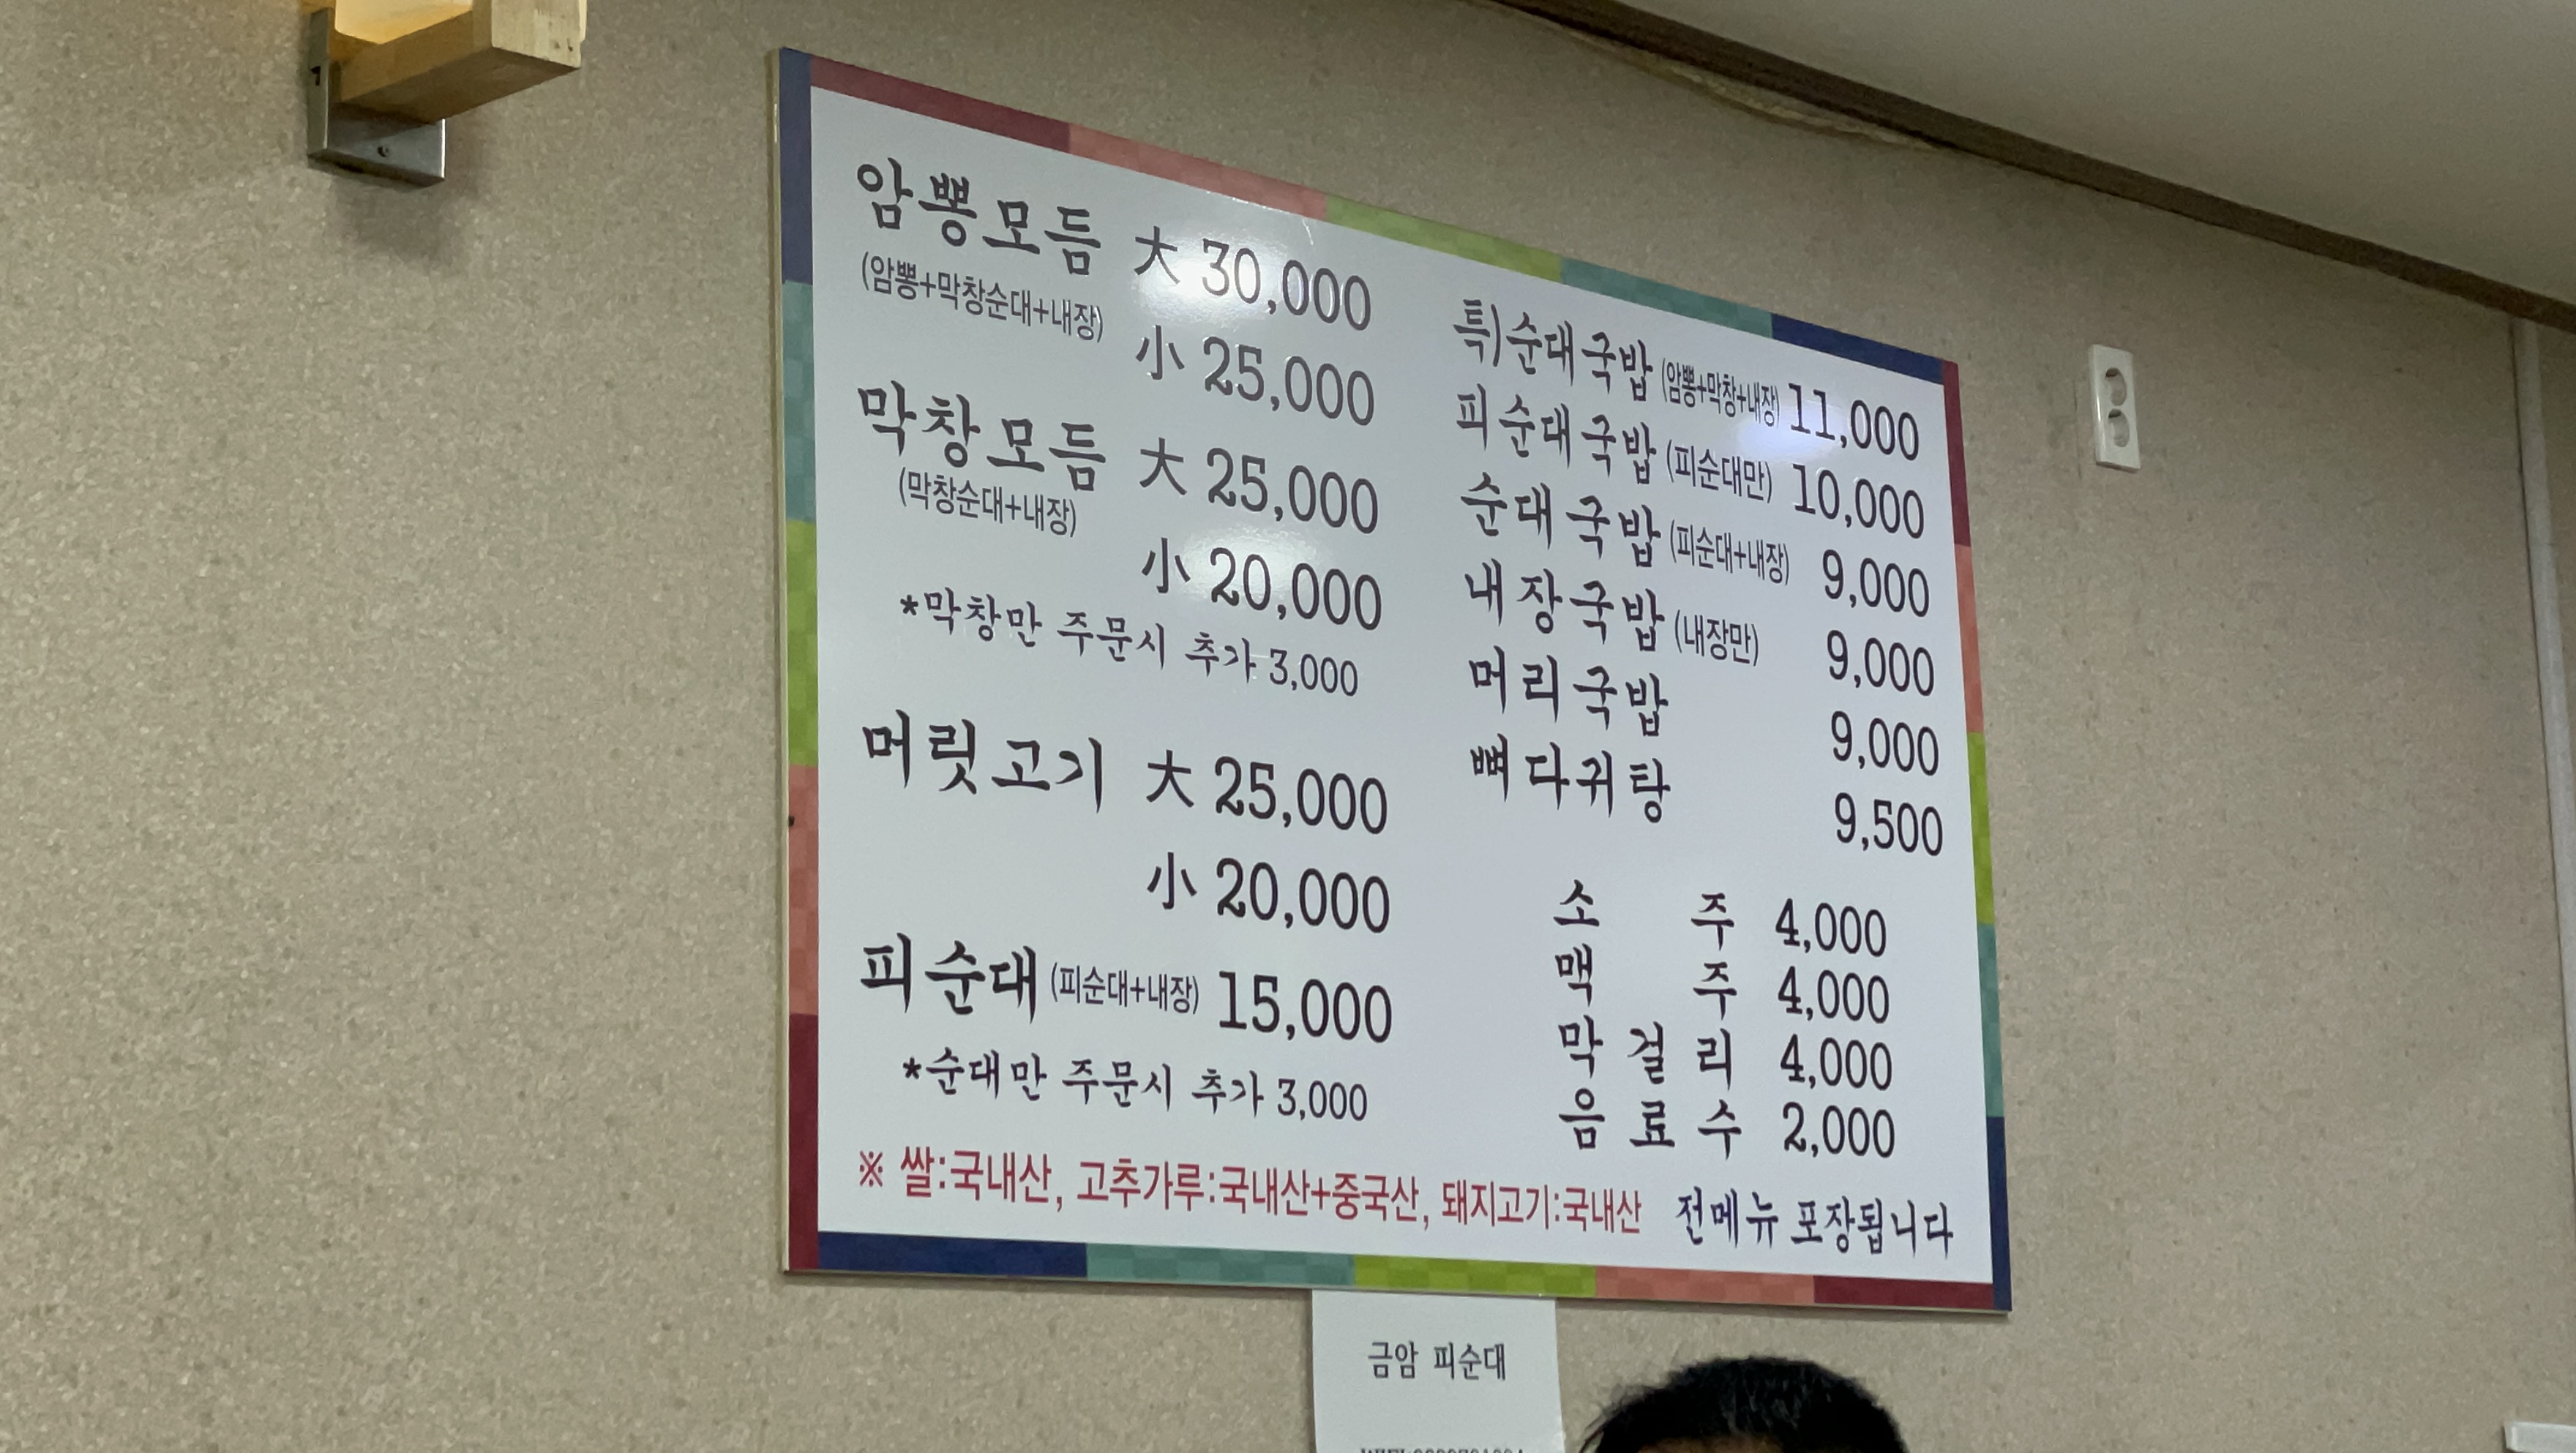 암뽕모듬 大 30,000
(암뽕+막창순대+내장)
小 25,000
막창모듬 大 25,000
(막창순대+내장)
小 20,000
*막창만 주문시 추가 3,000
머릿고기 大 25,000
小 20,000
피순대 (피순대+내장) 15,000
*순대만 주문시 추가 3,000
특)순대국밥 (암뽕+막창+내장) 11,000
피순대국밥 (피순대만) 10,000
순대국밥 (피순대+내장) 9,000
내장국밥 (내장만) 9,000
머리국밥 9,000
뼈다귀탕 9,500
소 주 4,000
맥 주 4,000
막 걸 리 4,000
음 료 수 2,000
※ 쌀:국내산, 고추가루:국내산+중국산, 돼지고기:국내산 전메뉴 포장됩니다
금암 피순대